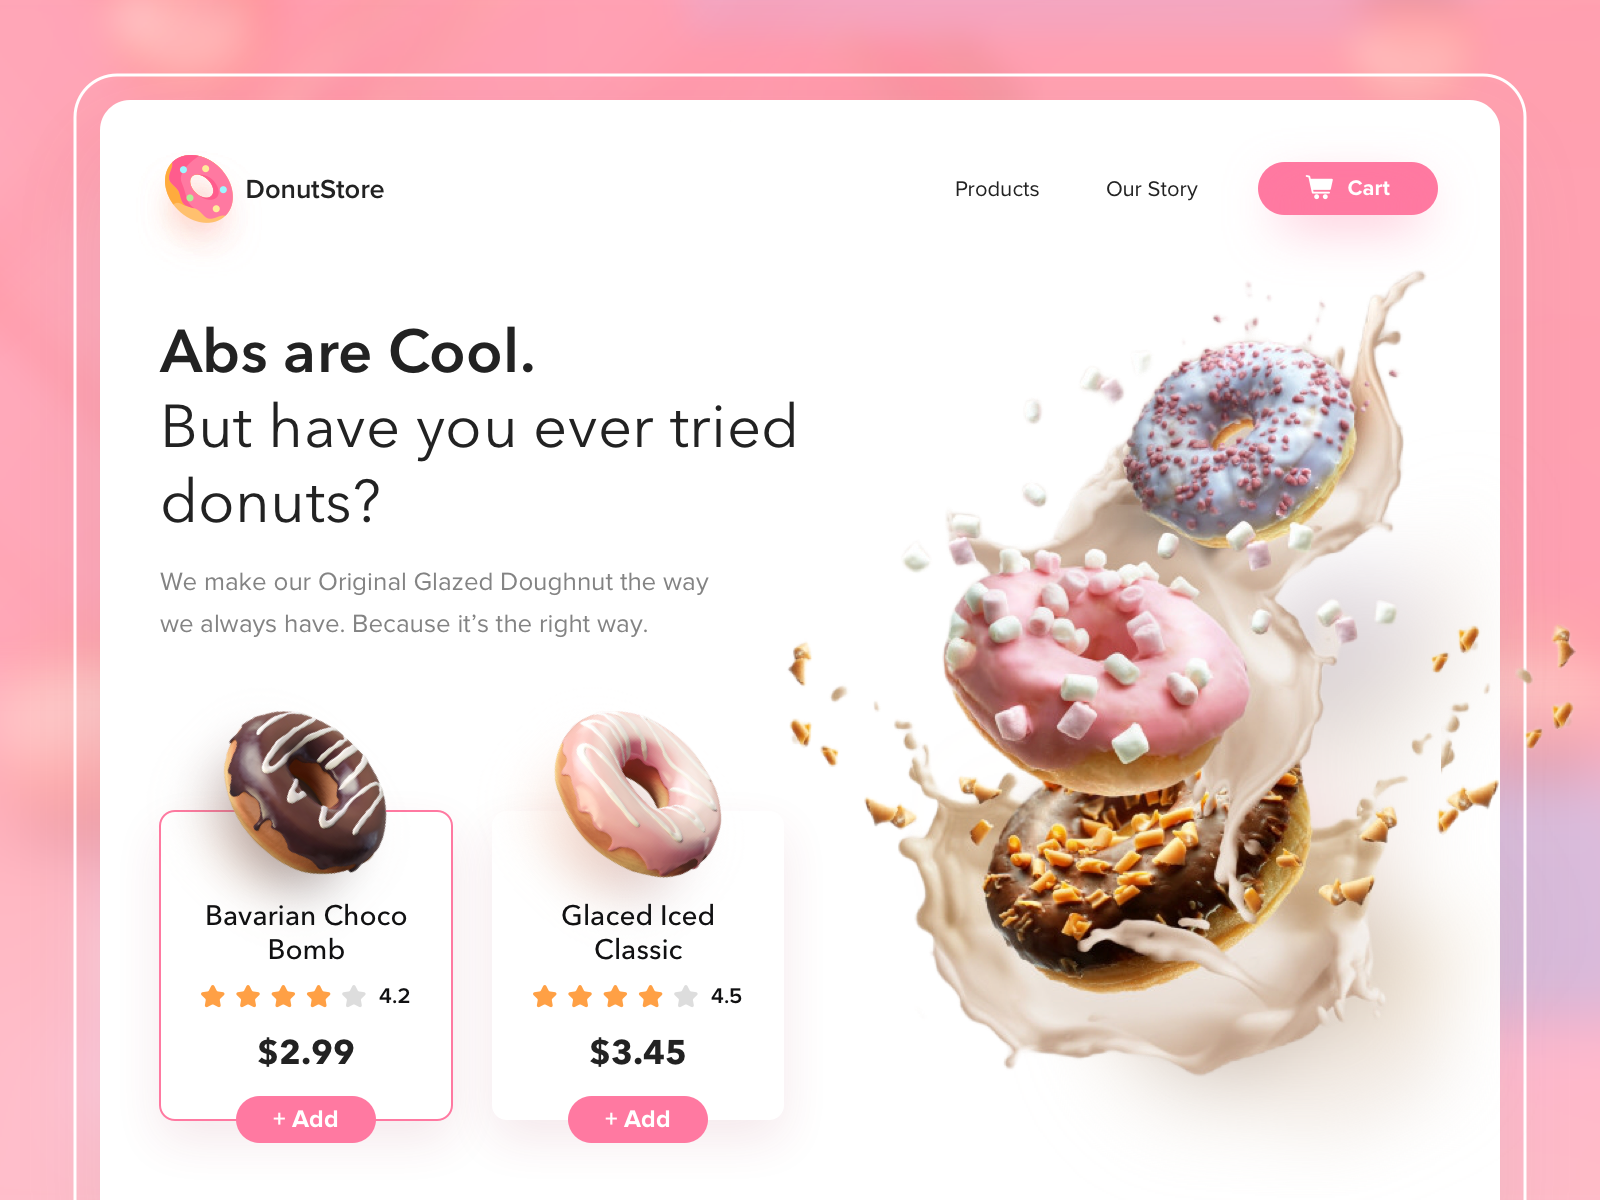 DonutStore
Products
Our Story
Cart
Abs are Cool.
But have you ever tried
donuts?
We make our Original Glazed Doughnut the way
we always have. Because it’s the right way.
Bavarian Choco
Bomb
4.2
$2.99
+ Add
Glaced Iced
Classic
4.5
$3.45
+ Add